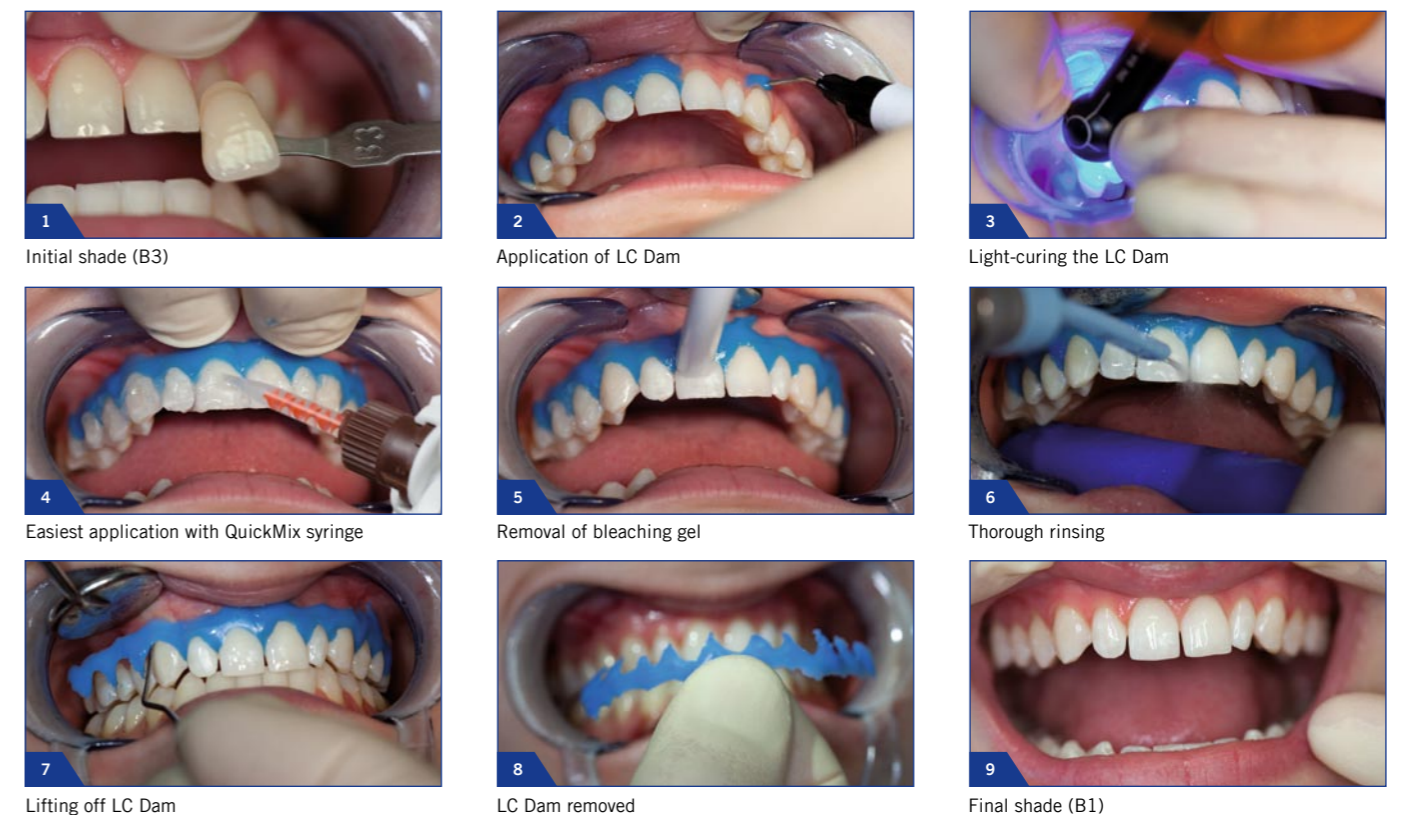 B3
1
2
3
Initial shade (B3)
Application of LC Dam
Light-curing the LC Dam
4
5
6
Easiest application with QuickMix syringe
Removal of bleaching gel
Thorough rinsing
7
8
9
Lifting off LC Dam
LC Dam removed
Final shade (B1)